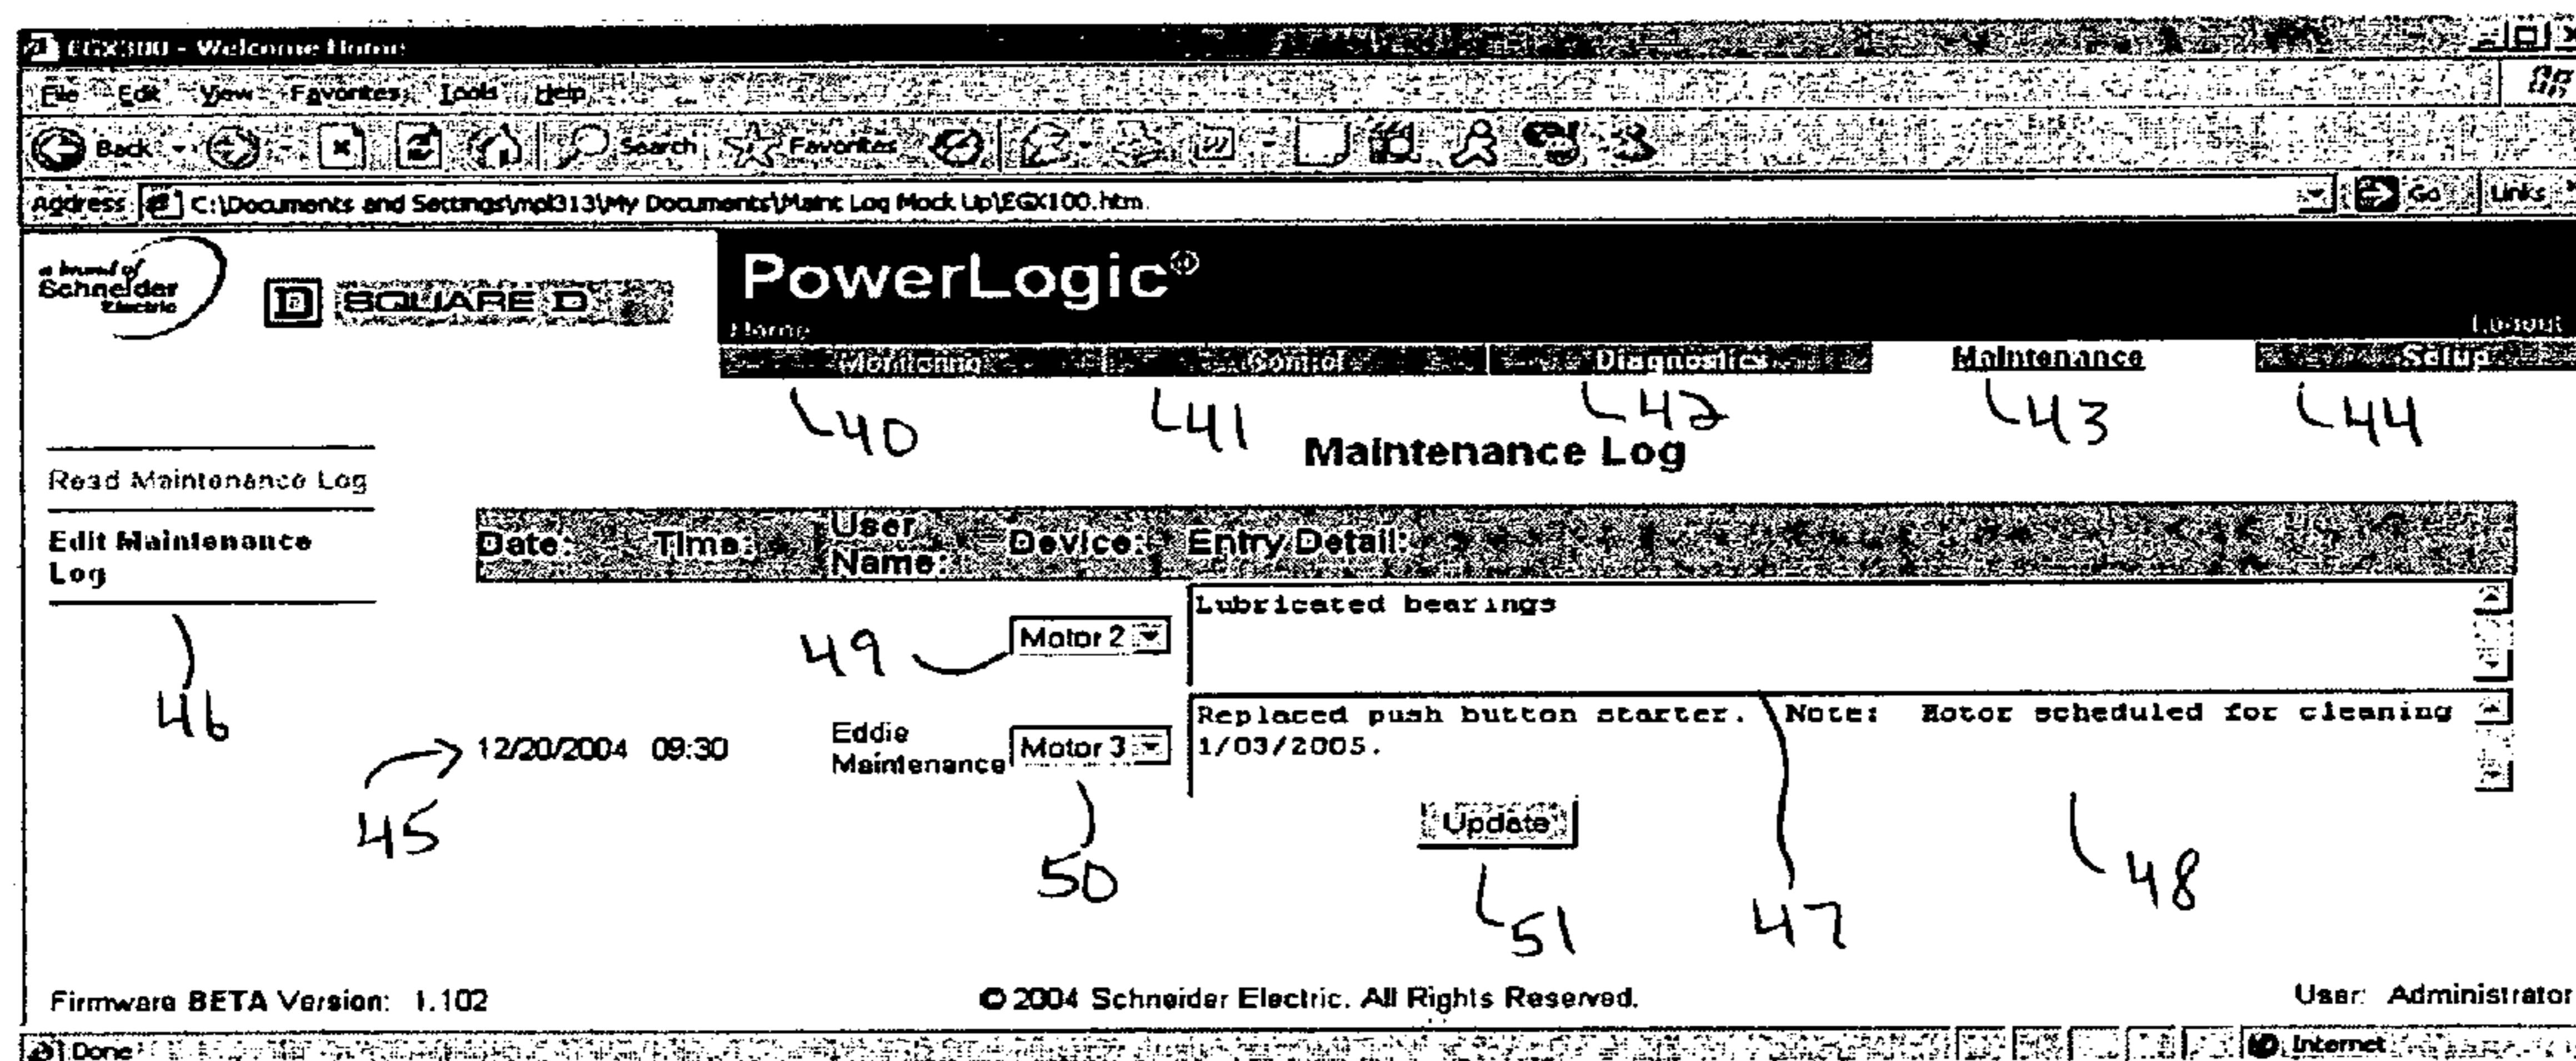 EGX300 - Welcome Home
File Edit View Favorites Tools Help
Back Search Favorites
Address C:\Documents and Settings\mpl313\My Documents\Maint Log Mock Up\EGX100.htm. Go Links
a brand of
Schneider
Electric
D SQUARE D
PowerLogic®
Home Logout
Monitoring Control Diagnostics Maintenance Setup
40 41 42 43 44
Maintenance Log
Read Maintenance Log
Edit Maintenance
Log
Date: Time: User
Name: Device: Entry Detail:
Lubricated bearings
49 Motor 2
46
Replaced push button starter. Note: Motor scheduled for cleaning
1/03/2005.
12/20/2004 09:30 Eddie
Maintenance Motor 3
45
Update
50 51 47 48
Firmware BETA Version: 1.102 © 2004 Schneider Electric. All Rights Reserved. User: Administrator
Done Internet